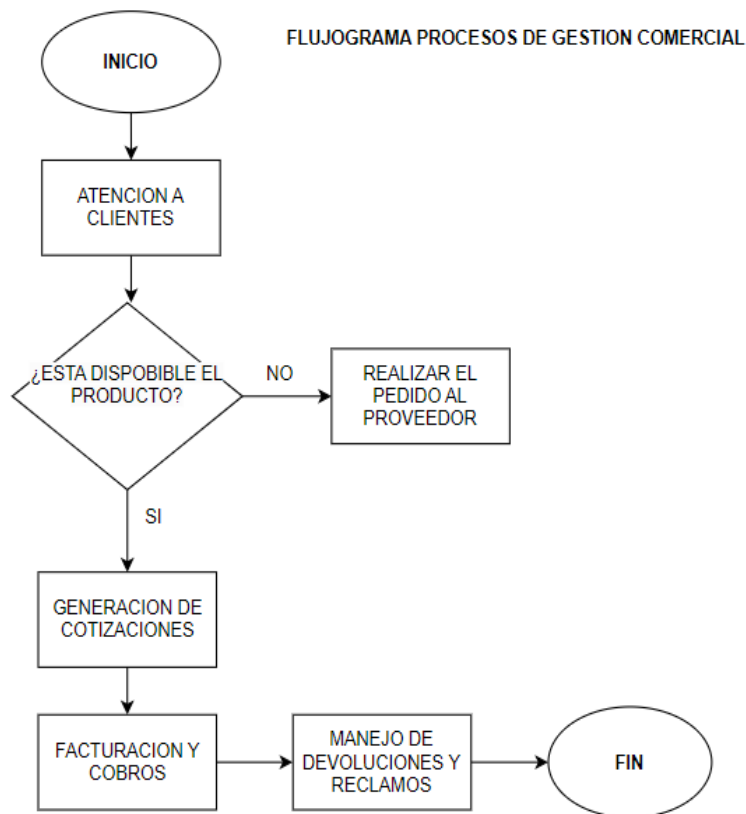 FLUJOGRAMA PROCESOS DE GESTION COMERCIAL
INICIO
ATENCION A
CLIENTES
¿ESTA DISPOBIBLE EL
PRODUCTO?
NO
REALIZAR EL
PEDIDO AL
PROVEEDOR
SI
GENERACION DE
COTIZACIONES
FACTURACION Y
COBROS
MANEJO DE
DEVOLUCIONES Y
RECLAMOS
FIN